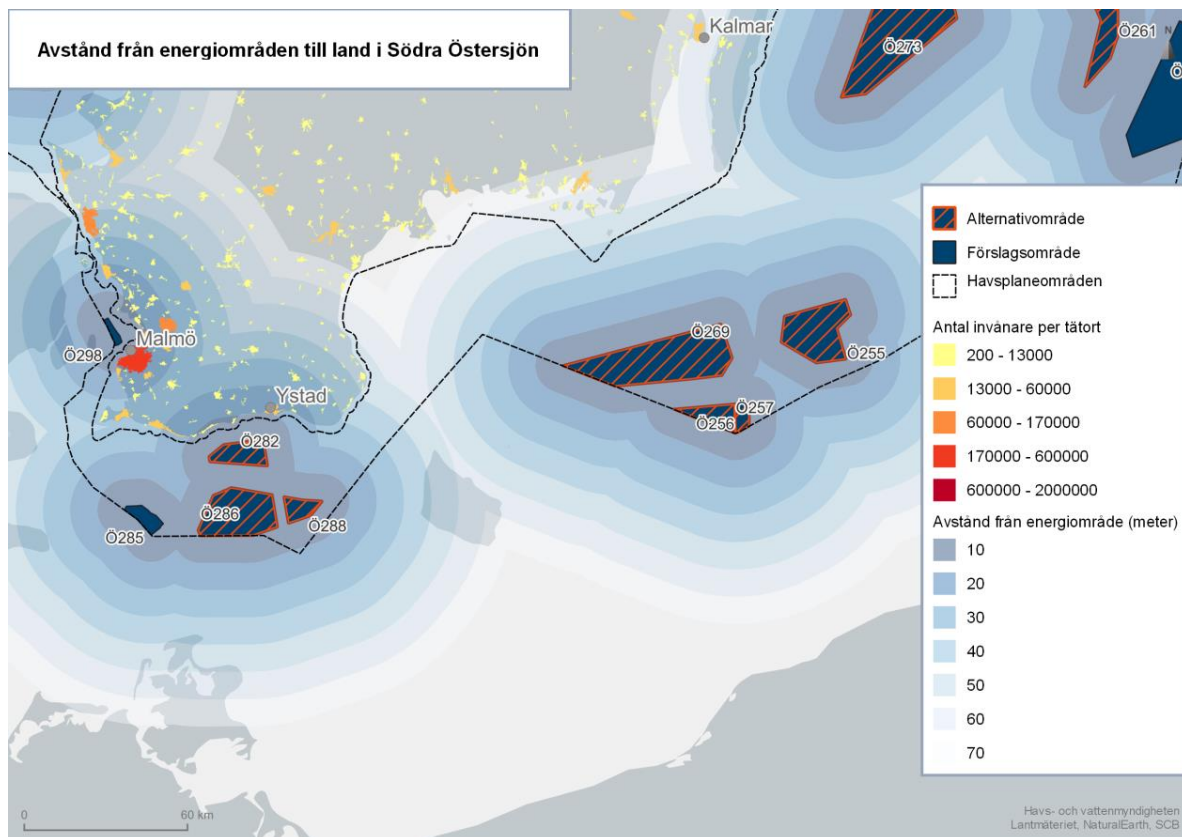 Avstånd från energiområden till land i Södra Östersjön
Kalmar
Ö273
Ö261
N
Ö
Alternativområde
Förslagsområde
Havsplaneområden
Antal invånare per tätort
200 - 13000
13000 - 60000
60000 - 170000
170000 - 600000
600000 - 2000000
Avstånd från energiområde (meter)
10
20
30
40
50
60
70
Malmö
Ö298
Ystad
Ö269
Ö255
Ö257
Ö256
Ö282
Ö286
Ö288
Ö285
0
60 km
Havs- och vattenmyndigheten
Lantmäteriet, NaturalEarth, SCB